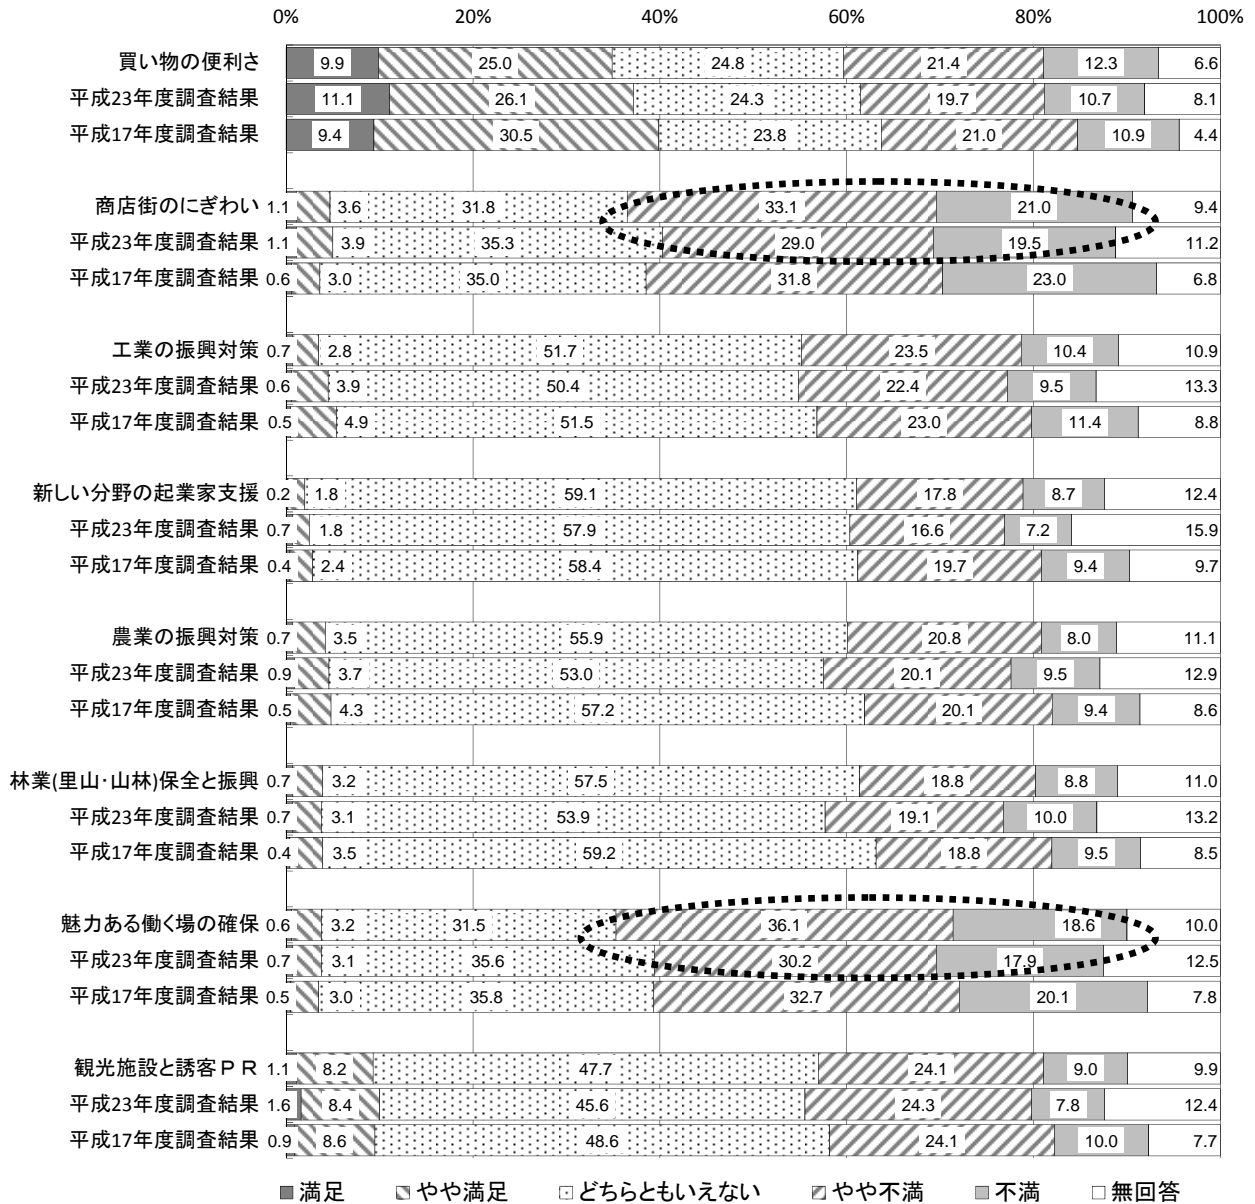 0% 20% 40% 60% 80% 100%
買い物の便利さ 9.9 25.0 24.8 21.4 12.3 6.6
平成23年度調査結果 11.1 26.1 24.3 19.7 10.7 8.1
平成17年度調査結果 9.4 30.5 23.8 21.0 10.9 4.4
商店街のにぎわい 1.1 3.6 31.8 33.1 21.0 9.4
平成23年度調査結果 1.1 3.9 35.3 29.0 19.5 11.2
平成17年度調査結果 0.6 3.0 35.0 31.8 23.0 6.8
工業の振興対策 0.7 2.8 51.7 23.5 10.4 10.9
平成23年度調査結果 0.6 3.9 50.4 22.4 9.5 13.3
平成17年度調査結果 0.5 4.9 51.5 23.0 11.4 8.8
新しい分野の起業家支援 0.2 1.8 59.1 17.8 8.7 12.4
平成23年度調査結果 0.7 1.8 57.9 16.6 7.2 15.9
平成17年度調査結果 0.4 2.4 58.4 19.7 9.4 9.7
農業の振興対策 0.7 3.5 55.9 20.8 8.0 11.1
平成23年度調査結果 0.9 3.7 53.0 20.1 9.5 12.9
平成17年度調査結果 0.5 4.3 57.2 20.1 9.4 8.6
林業(里山･山林)保全と振興 0.7 3.2 57.5 18.8 8.8 11.0
平成23年度調査結果 0.7 3.1 53.9 19.1 10.0 13.2
平成17年度調査結果 0.4 3.5 59.2 18.8 9.5 8.5
魅力ある働く場の確保 0.6 3.2 31.5 36.1 18.6 10.0
平成23年度調査結果 0.7 3.1 35.6 30.2 17.9 12.5
平成17年度調査結果 0.5 3.0 35.8 32.7 20.1 7.8
観光施設と誘客ＰＲ 1.1 8.2 47.7 24.1 9.0 9.9
平成23年度調査結果 1.6 8.4 45.6 24.3 7.8 12.4
平成17年度調査結果 0.9 8.6 48.6 24.1 10.0 7.7
満足 やや満足 どちらともいえない やや不満 不満 無回答